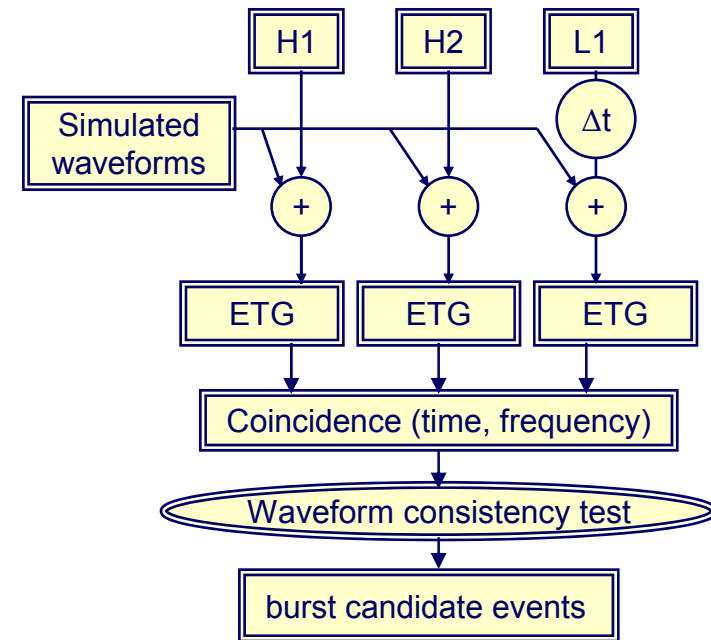 H1
H2
L1
Δt
Simulated
waveforms
+
+
+
ETG
ETG
ETG
Coincidence (time, frequency)
Waveform consistency test
burst candidate events